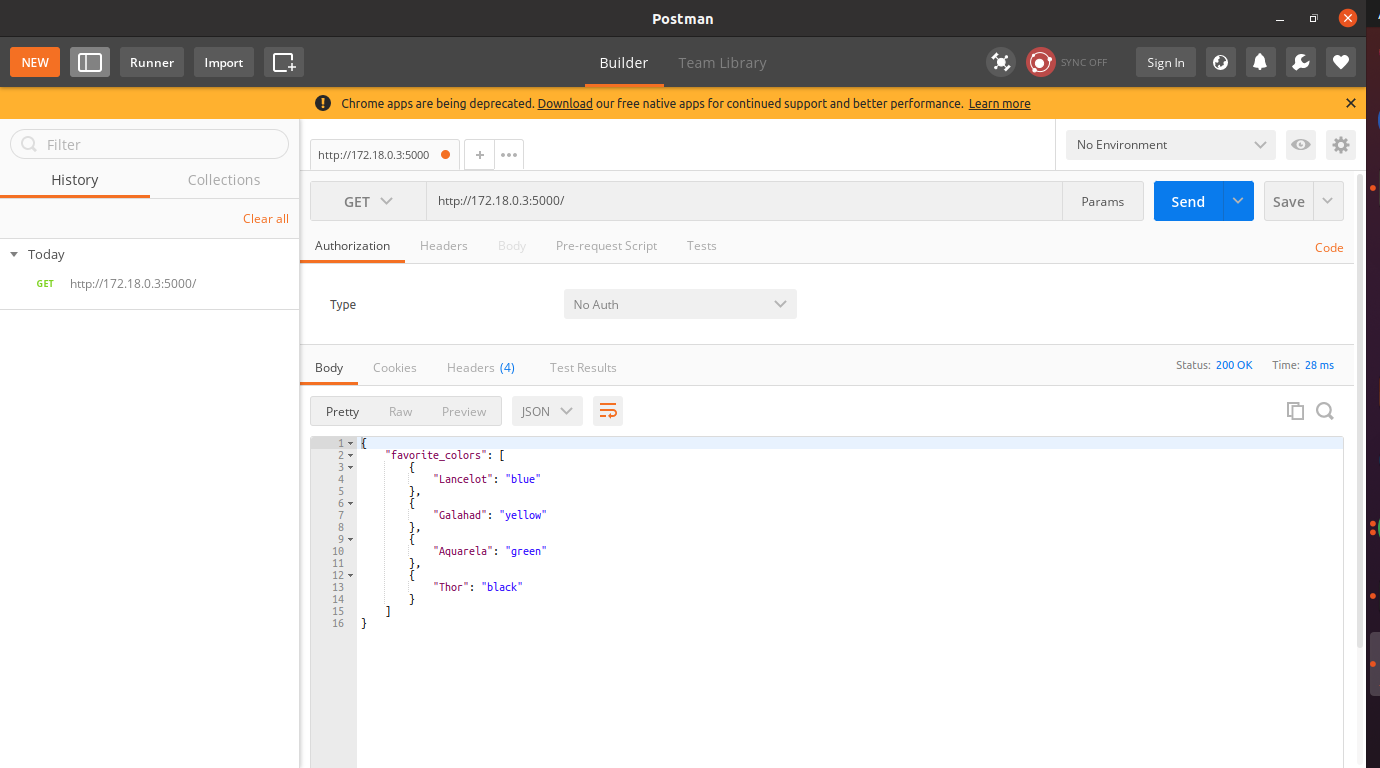 Postman
NEW Runner Import Builder Team Library SYNC OFF Sign In
Chrome apps are being deprecated. Download our free native apps for continued support and better performance. Learn more
Filter
History Collections
Clear all
Today
GET http://172.18.0.3:5000/
http://172.18.0.3:5000 + •••
No Environment
GET http://172.18.0.3:5000/ Params Send Save
Authorization Headers Body Pre-request Script Tests Code
Type No Auth
Body Cookies Headers (4) Test Results Status: 200 OK Time: 28 ms
Pretty Raw Preview JSON
1 {
2 "favorite_colors": [
3 {
4 "Lancelot": "blue"
5 },
6 {
7 "Galahad": "yellow"
8 },
9 {
10 "Aquarela": "green"
11 },
12 {
13 "Thor": "black"
14 }
15 ]
16 }